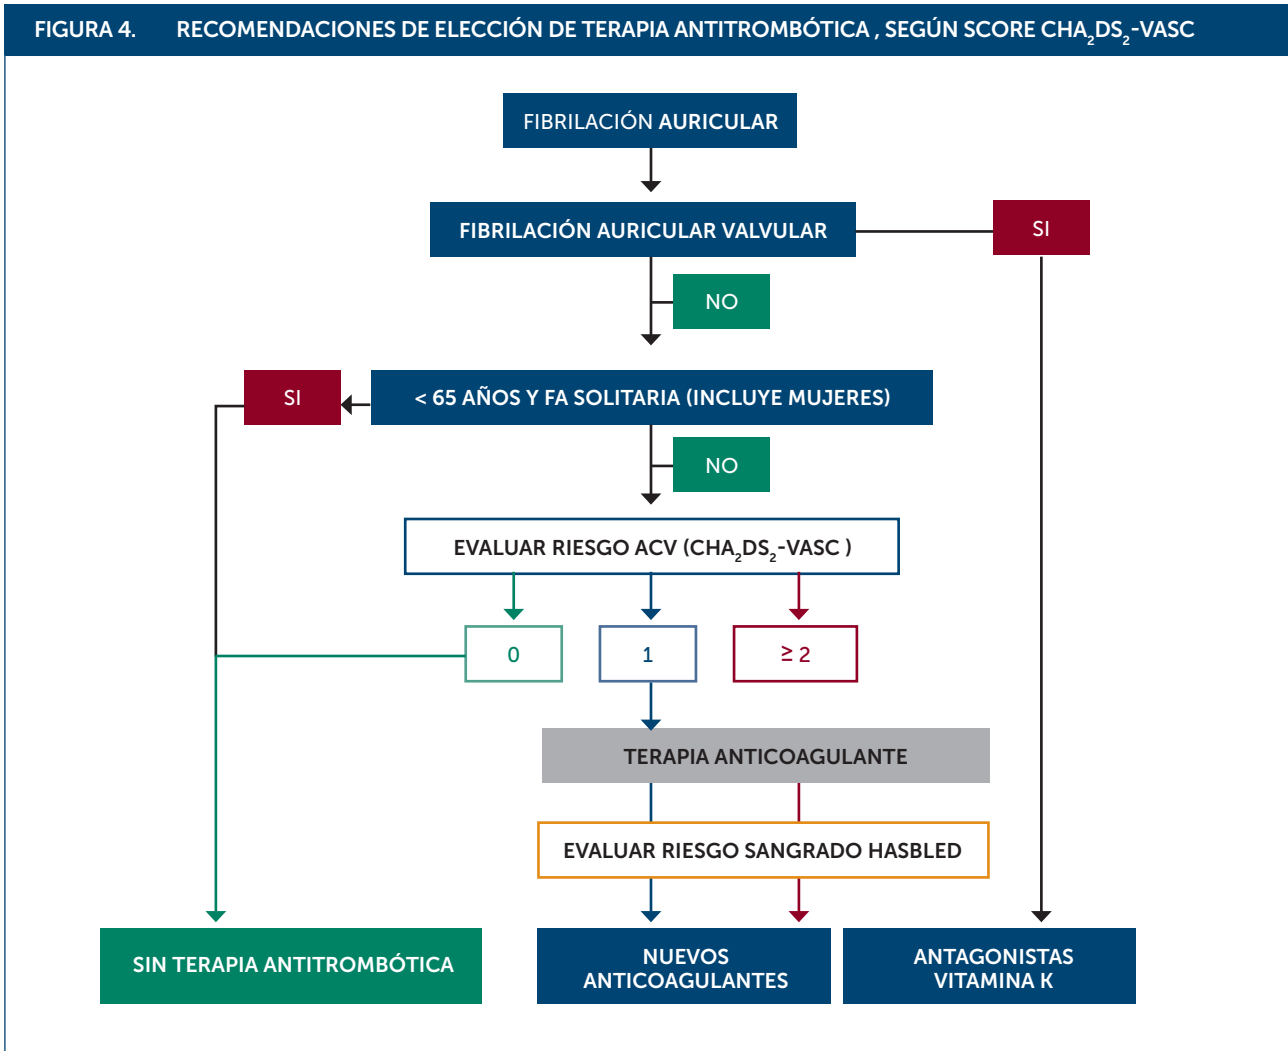 FIGURA 4. RECOMENDACIONES DE ELECCIÓN DE TERAPIA ANTITROMBÓTICA , SEGÚN SCORE CHA₂DS₂-VASC
FIBRILACIÓN AURICULAR
FIBRILACIÓN AURICULAR VALVULAR
SI
NO
SI
< 65 AÑOS Y FA SOLITARIA (INCLUYE MUJERES)
NO
EVALUAR RIESGO ACV (CHA₂DS₂-VASC )
0
1
≥ 2
TERAPIA ANTICOAGULANTE
EVALUAR RIESGO SANGRADO HASBLED
SIN TERAPIA ANTITROMBÓTICA
NUEVOS
ANTICOAGULANTES
ANTAGONISTAS
VITAMINA K